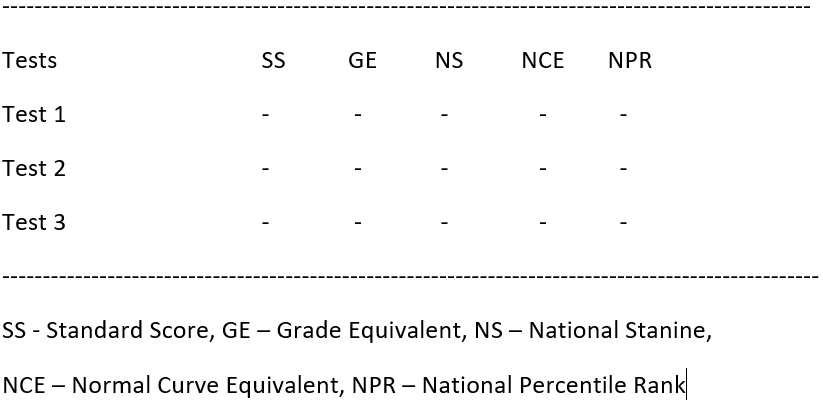 ----------------------------------------------------------------------------------------------------
Tests SS GE NS NCE NPR
Test 1 - - - - -
Test 2 - - - - -
Test 3 - - - - -
-----------------------------------------------------------------------------------------------------
SS - Standard Score, GE – Grade Equivalent, NS – National Stanine,
NCE – Normal Curve Equivalent, NPR – National Percentile Rank